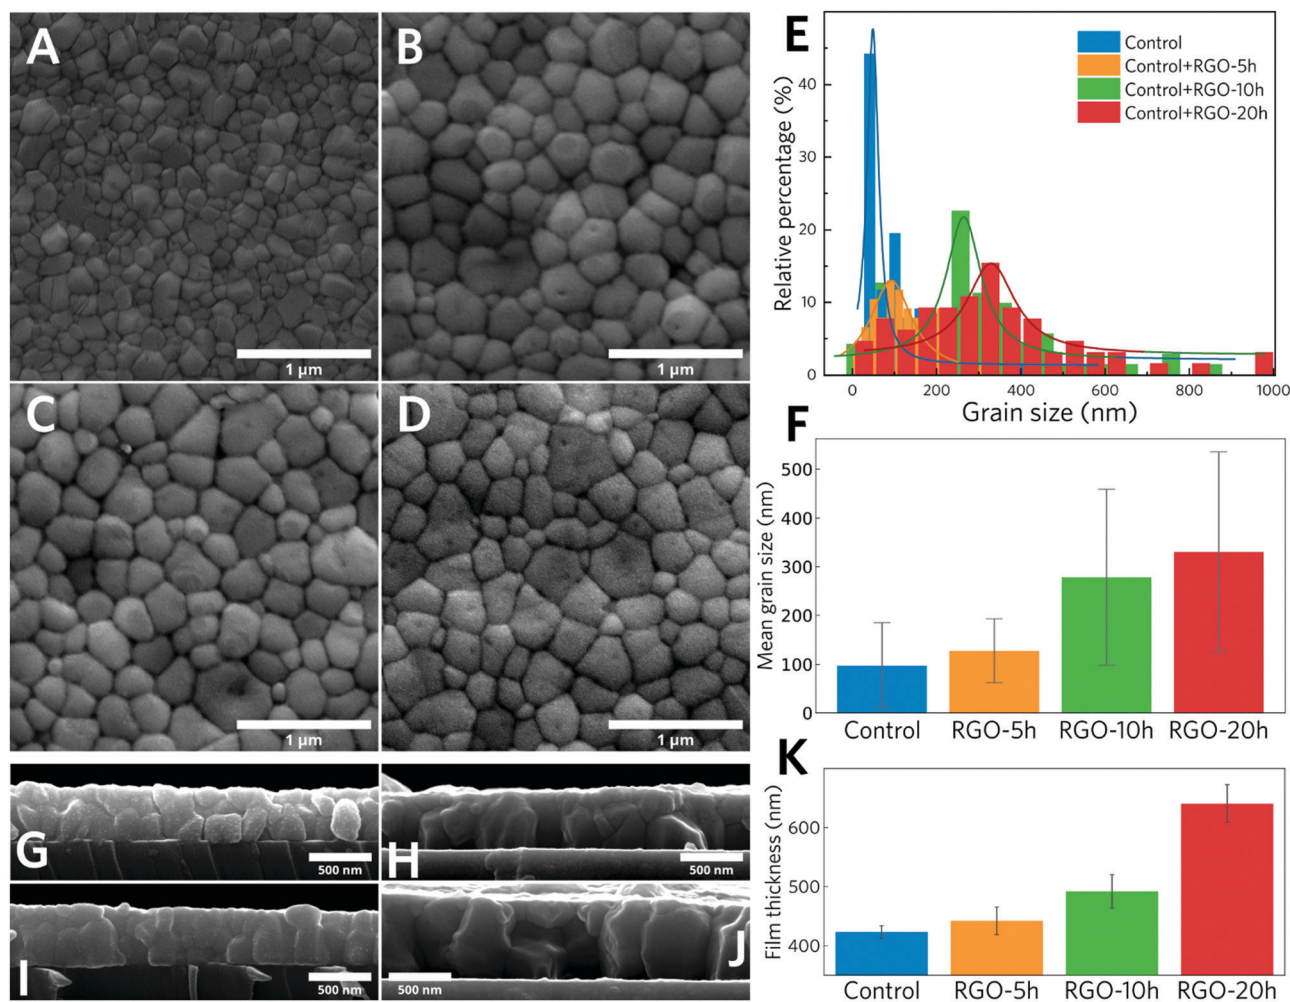 A
1 µm
B
1 µm
C
1 µm
D
1 µm
E
Control
Control+RGO-5h
Control+RGO-10h
Control+RGO-20h
Relative percentage (%)
40
30
20
10
0
0 200 400 600 800 1000
Grain size (nm)
F
Mean grain size (nm)
500
400
300
200
100
0
Control RGO-5h RGO-10h RGO-20h
G
500 nm
H
500 nm
I
500 nm
J
500 nm
K
Film thickness (nm)
600
500
400
Control RGO-5h RGO-10h RGO-20h